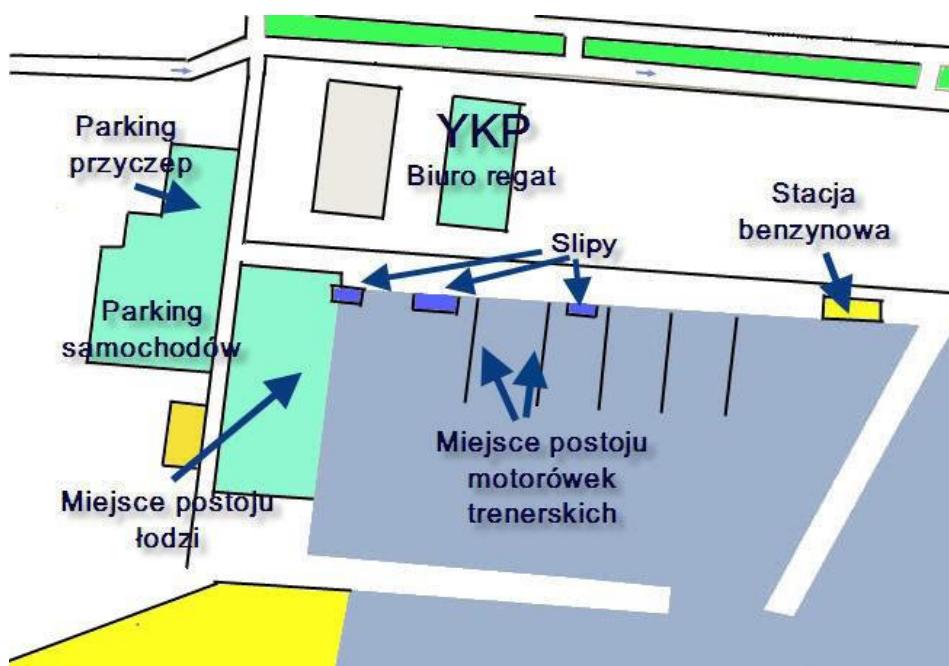 Parking
przyczep
YKP
Biuro regat
Stacja
benzynowa
Slipy
Parking
samochodów
Miejsce postoju
motorówek
trenerskich
Miejsce postoju
łodzi